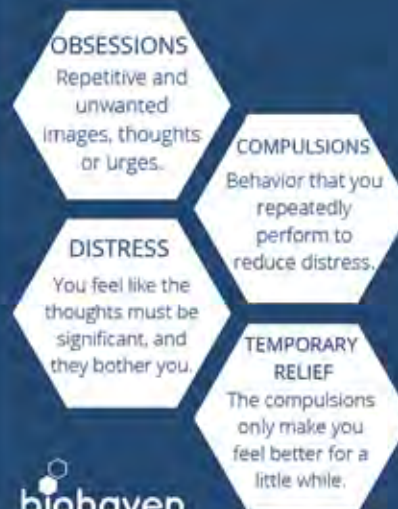 OBSESSIONS
Repetitive and
unwanted
images, thoughts
or urges.
COMPULSIONS
Behavior that you
repeatedly
perform to
reduce distress.
DISTRESS
You feel like the
thoughts must be
significant, and
they bother you.
TEMPORARY
RELIEF
The compulsions
only make you
feel better for a
little while.
biohaven